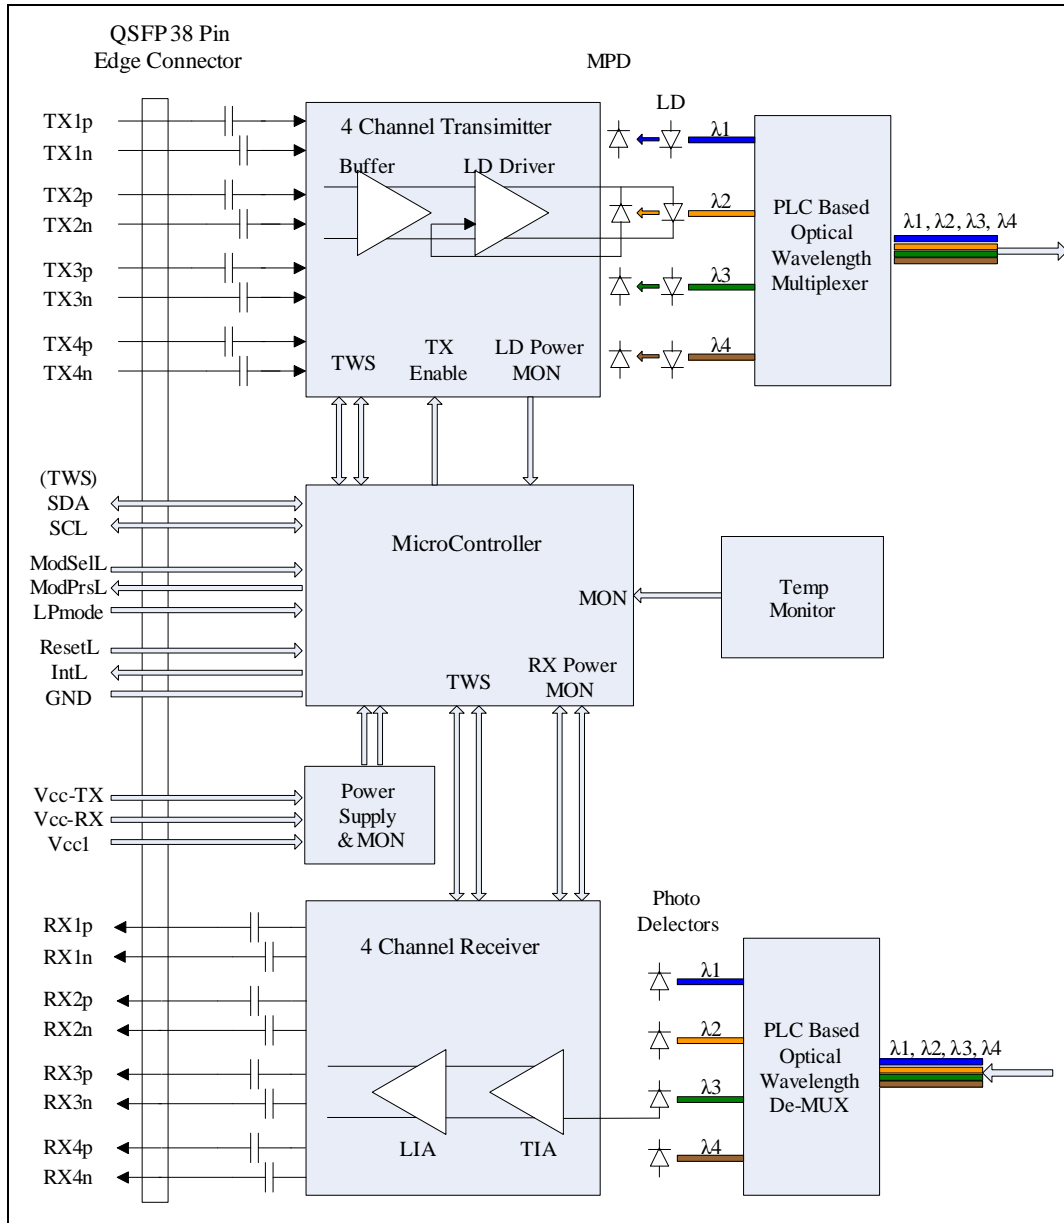 QSFP 38 Pin
Edge Connector
MPD
LD
TX1p
TX1n
TX2p
TX2n
TX3p
TX3n
TX4p
TX4n
4 Channel Transimitter
Buffer
LD Driver
TWS
TX
Enable
LD Power
MON
λ1
λ2
λ3
λ4
PLC Based
Optical
Wavelength
Multiplexer
λ1, λ2, λ3, λ4
(TWS)
SDA
SCL
ModSelL
ModPrsL
LPmode
ResetL
IntL
GND
MicroController
MON
TWS
RX Power
MON
Temp
Monitor
Vcc-TX
Vcc-RX
Vcc1
Power
Supply
& MON
RX1p
RX1n
RX2p
RX2n
RX3p
RX3n
RX4p
RX4n
4 Channel Receiver
LIA
TIA
Photo
Delectors
λ1
λ2
λ3
λ4
PLC Based
Optical
Wavelength
De-MUX
λ1, λ2, λ3, λ4